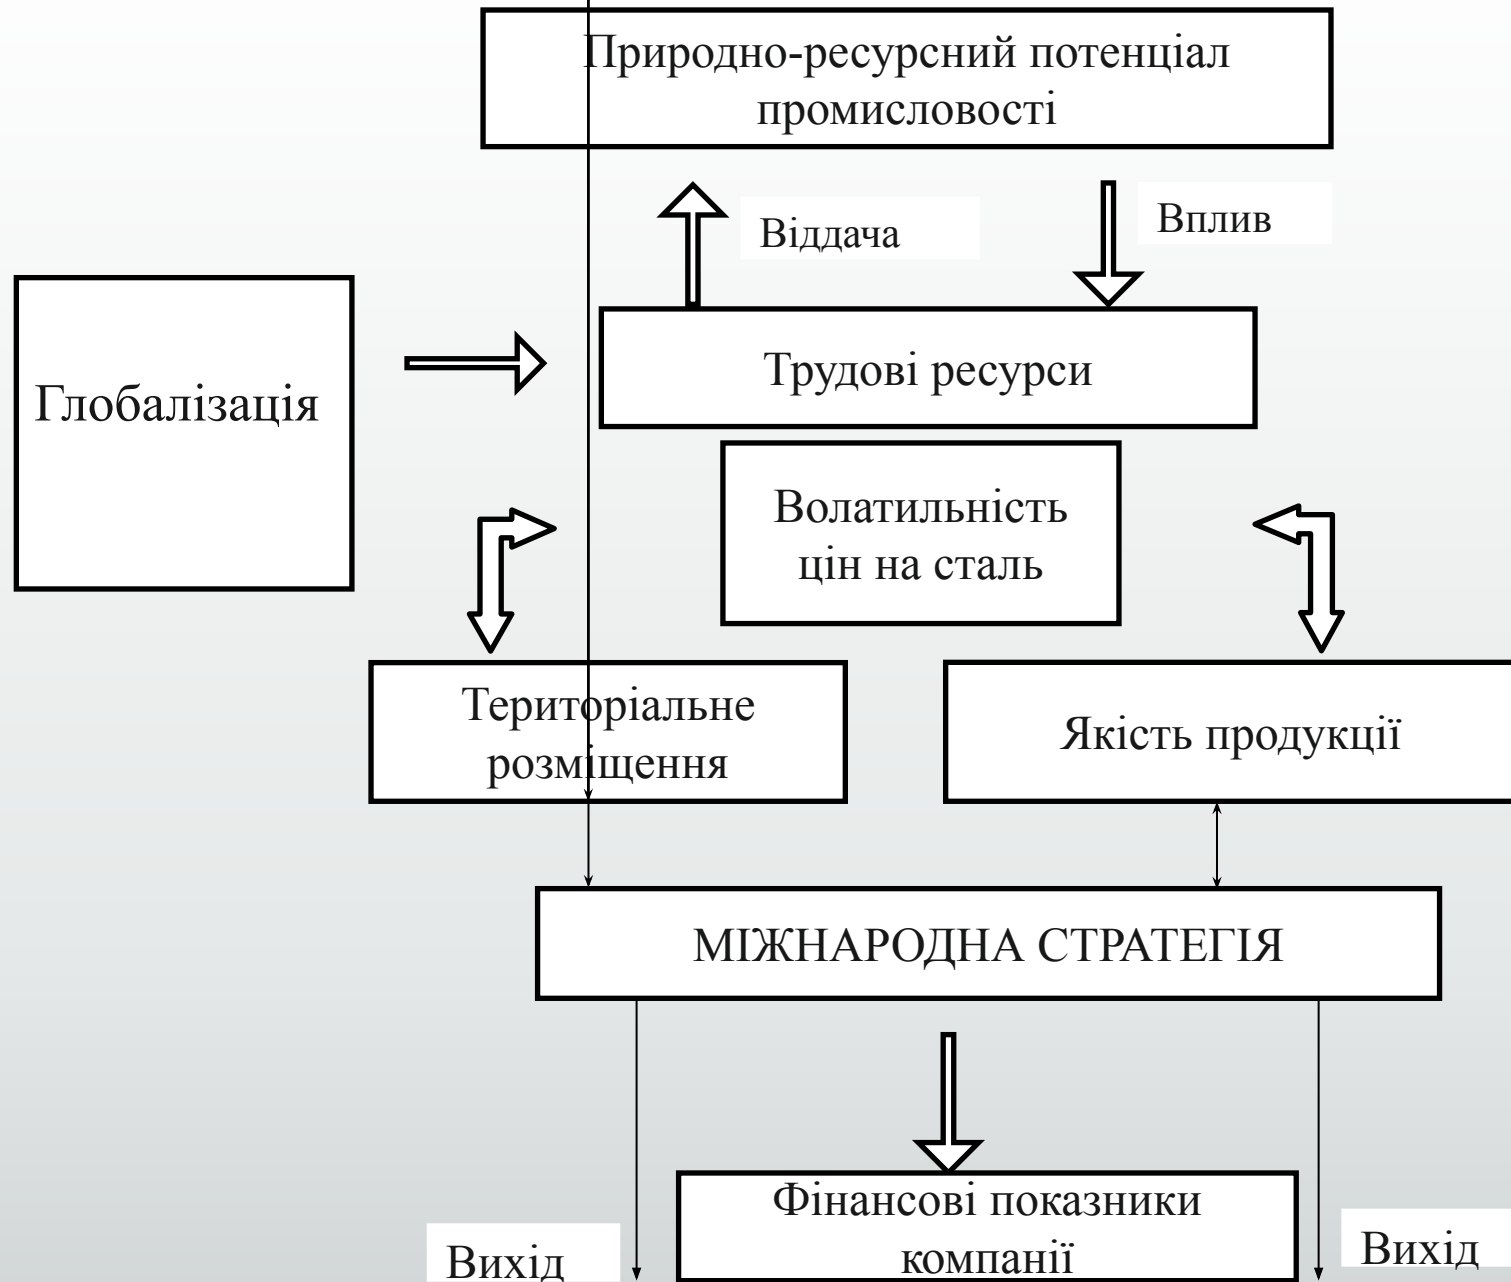 Природно-ресурсний потенціал
промисловості
Віддача
Вплив
Глобалізація
Трудові ресурси
Волатильність
цін на сталь
Територіальне
розміщення
Якість продукції
МІЖНАРОДНА СТРАТЕГІЯ
Фінансові показники
компанії
Вихід
Вихід